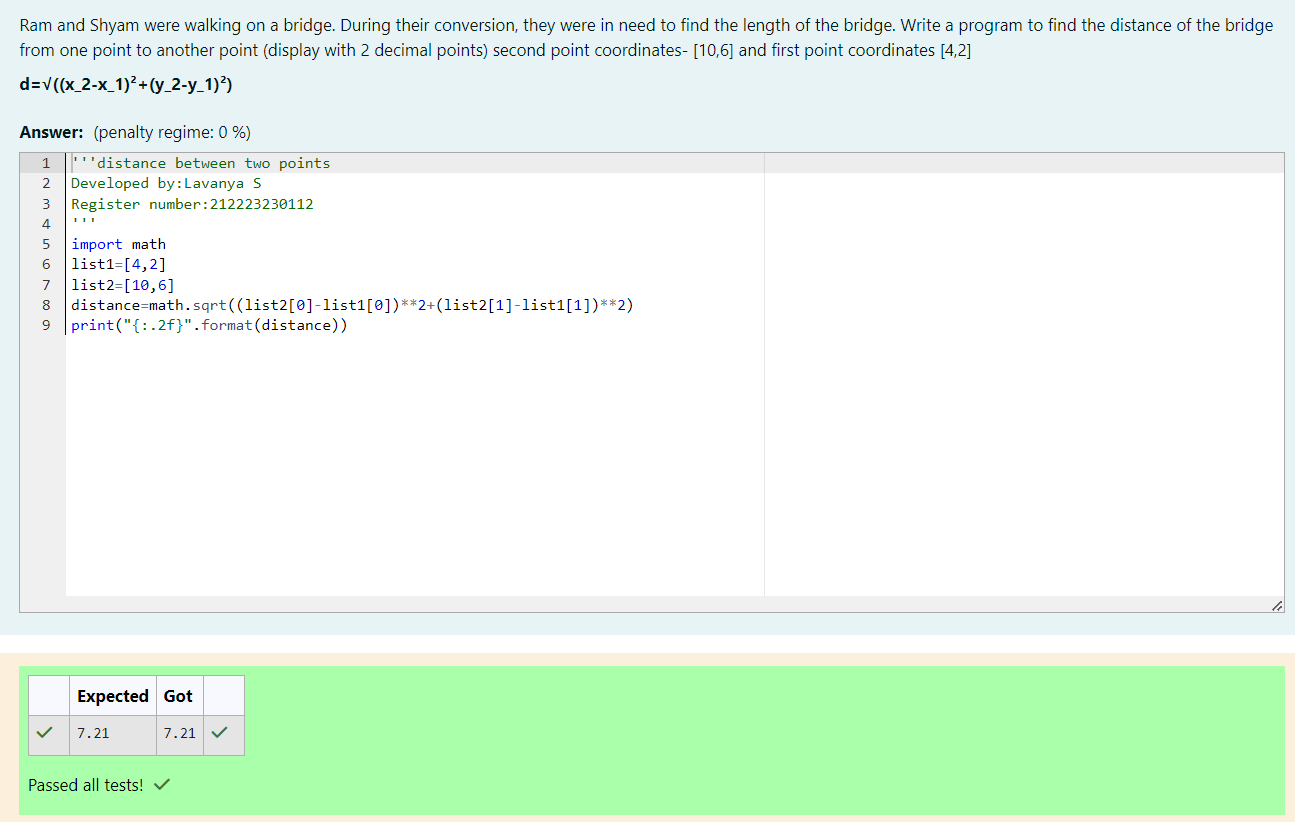 Ram and Shyam were walking on a bridge. During their conversion, they were in need to find the length of the bridge. Write a program to find the distance of the bridge
from one point to another point (display with 2 decimal points) second point coordinates- [10,6] and first point coordinates [4,2]
d=√((x_2-x_1)²+(y_2-y_1)²)
Answer: (penalty regime: 0 %)
1 '''distance between two points
2 Developed by:Lavanya S
3 Register number:212223230112
4 '''
5 import math
6 list1=[4,2]
7 list2=[10,6]
8 distance=math.sqrt((list2[0]-list1[0])**2+(list2[1]-list1[1])**2)
9 print("{:.2f}".format(distance))
Expected Got
7.21 7.21
Passed all tests!